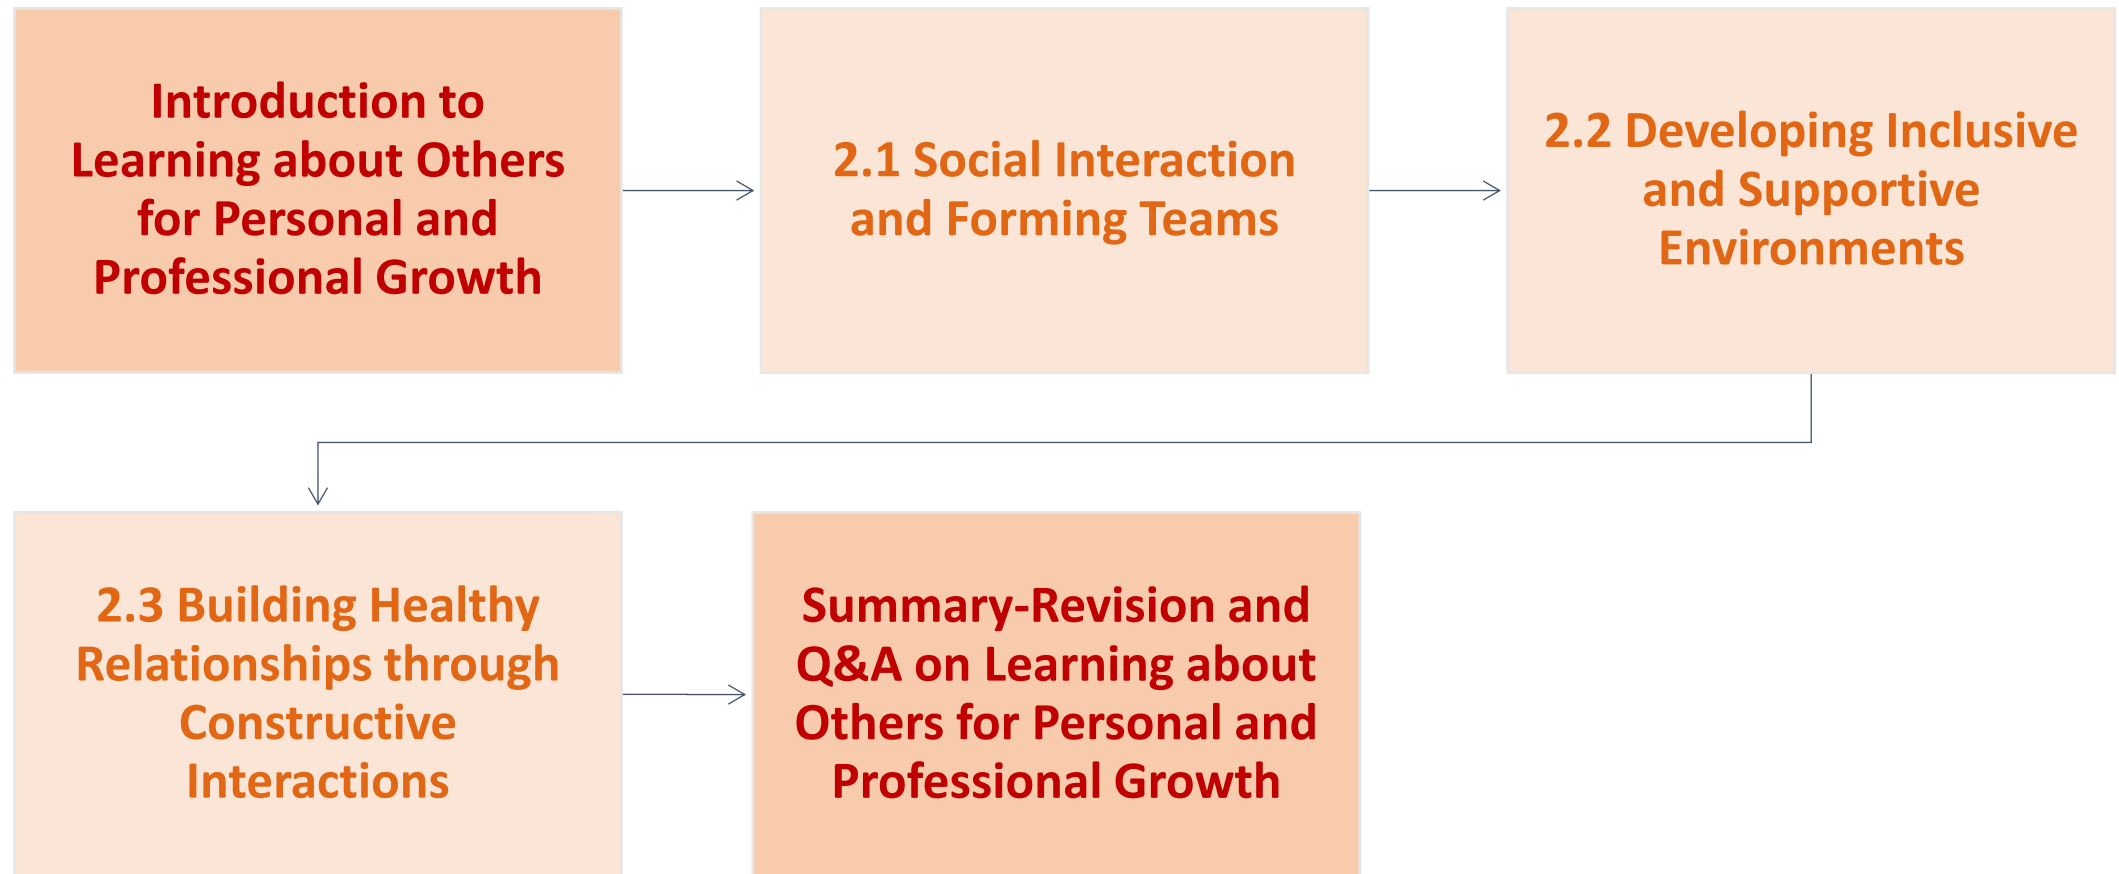 Introduction to
Learning about Others
for Personal and
Professional Growth
2.1 Social Interaction
and Forming Teams
2.2 Developing Inclusive
and Supportive
Environments
2.3 Building Healthy
Relationships through
Constructive
Interactions
Summary-Revision and
Q&A on Learning about
Others for Personal and
Professional Growth